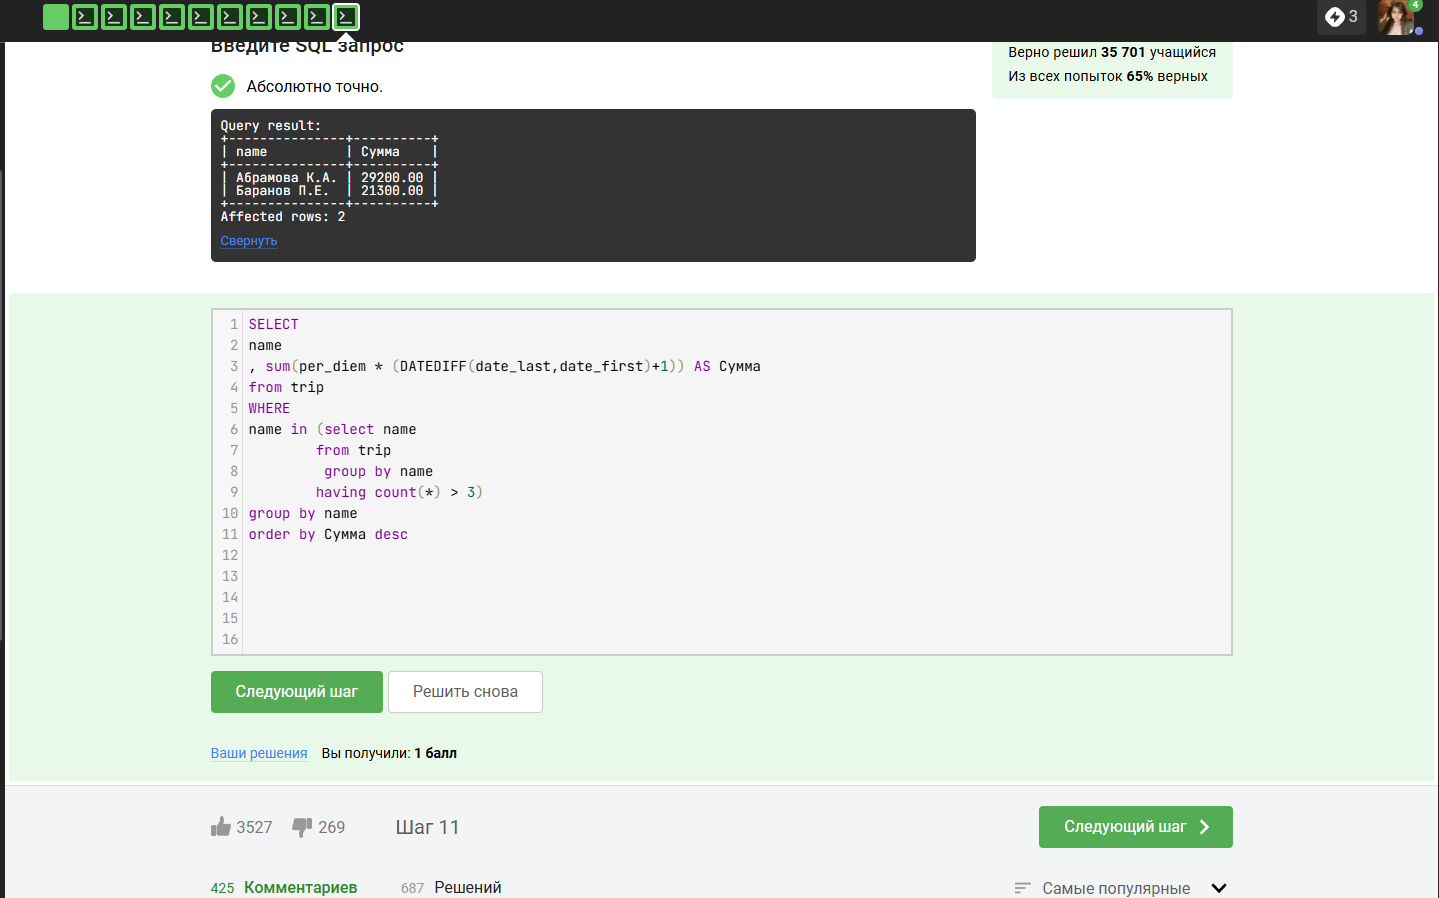 3
4
Введите SQL запрос
Верно решил 35 701 учащийся
Из всех попыток 65% верных
Абсолютно точно.
Query result:
+---------------+----------+
| name          | Сумма    |
+---------------+----------+
| Абрамова К.А. | 29200.00 |
| Баранов П.Е.  | 21300.00 |
+---------------+----------+
Affected rows: 2
Свернуть
1 SELECT
2 name
3 , sum(per_diem * (DATEDIFF(date_last,date_first)+1)) AS Сумма
4 from trip
5 WHERE
6 name in (select name
7         from trip
8          group by name
9         having count(*) > 3)
10 group by name
11 order by Сумма desc
12
13
14
15
16
Следующий шаг
Решить снова
Ваши решения Вы получили: 1 балл
3527 269 Шаг 11
Следующий шаг
425 Комментариев
687 Решений
Самые популярные